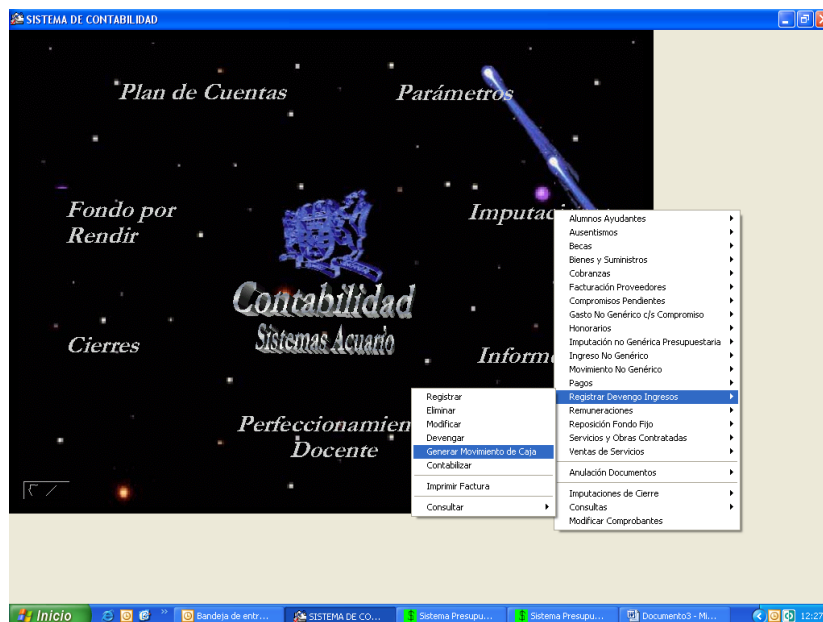 SISTEMA DE CONTABILIDAD
Plan de Cuentas
Parámetros
Fondo por
Rendir
Contabilidad
Sistemas Acuario
Cierres
Perfeccionamien
Docente
Alumnos Ayudantes
Ausentismos
Becas
Bienes y Suministros
Cobranzas
Facturación Proveedores
Compromisos Pendientes
Gasto No Genérico c/s Compromiso
Honorarios
Imputación no Genérica Presupuestaria
Ingreso No Genérico
Movimiento No Genérico
Pagos
Registrar Devengo Ingresos
Remuneraciones
Reposición Fondo Fijo
Servicios y Obras Contratadas
Ventas de Servicios
Anulación Documentos
Imputaciones de Cierre
Consultas
Modificar Comprobantes
Registrar
Eliminar
Modificar
Devengar
Generar Movimiento de Caja
Contabilizar
Imprimir Factura
Consultar
Inicio
Bandeja de entr...
SISTEMA DE CO...
Sistema Presupu...
Sistema Presupu...
Documento3 - Mi...
12:27